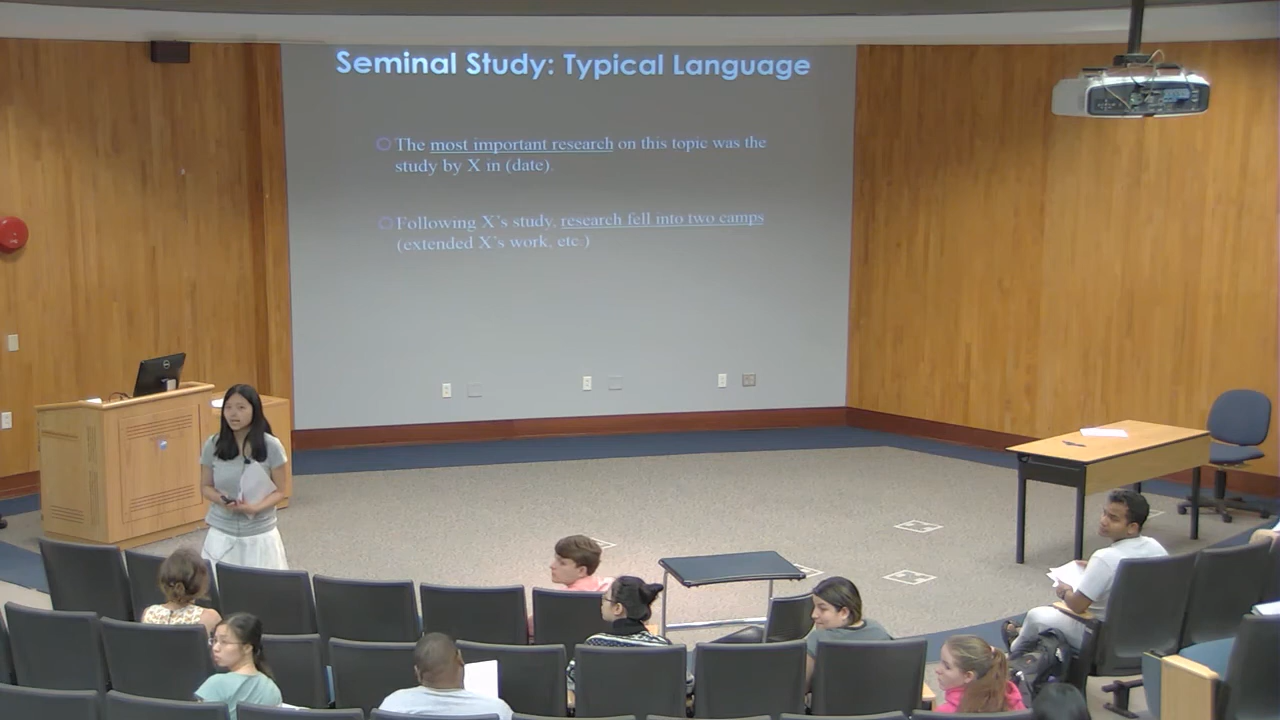 Seminal Study: Typical Language
The most important research on this topic was the
study by X in (date).
Following X's study, research fell into two camps
(extended X's work, etc.)